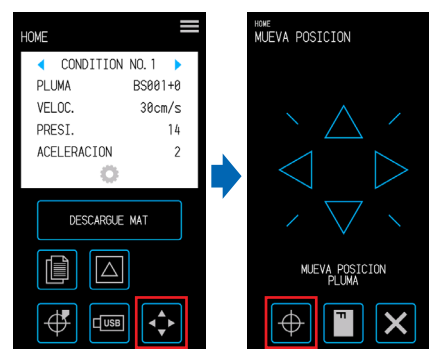 HOME
CONDITION NO.1
PLUMA BS001+0
VELOC. 30cm/s
PRESI. 14
ACELERACION 2
DESCARGUE MAT
USB
HOME
MUEVA POSICION
MUEVA POSICION
PLUMA
F